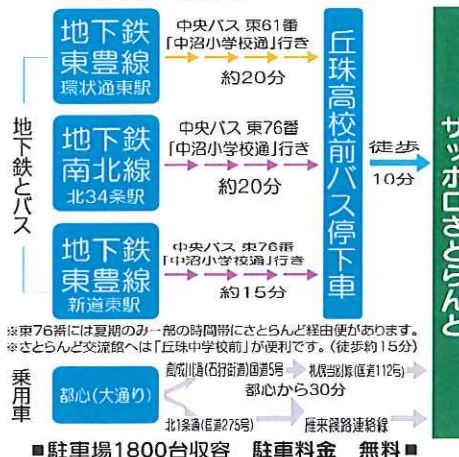 地下鉄
東豊線
環状通東駅
中央バス 東61番
「中沼小学校通」行き
約20分
地下鉄
南北線
北34条駅
中央バス 東76番
「中沼小学校通」行き
約20分
地下鉄
東豊線
新道東駅
中央バス 東76番
「中沼小学校通」行き
約15分
地下鉄とバス
丘珠高校前バス停下車
徒歩
10分
サッポロさとらんど
※東76番には夏期のみ一部の時間帯にさとらんど経由便があります。
※さとらんど交流館へは「丘珠中学校前」が便利です。(徒歩約15分)
乗用車
都心(大通り)
創成川通(石狩街道)国道5号
札幌当別線(道道112号)
都心から30分
北1条通(国道275号)
雁来篠路連絡線
■駐車場1800台収容 駐車料金 無料■